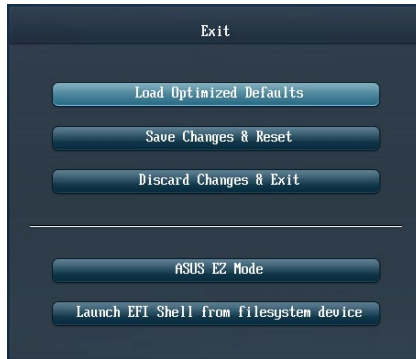 Exit
Load Optimized Defaults
Save Changes & Reset
Discard Changes & Exit
ASUS EZ Mode
Launch EFI Shell from filesystem device